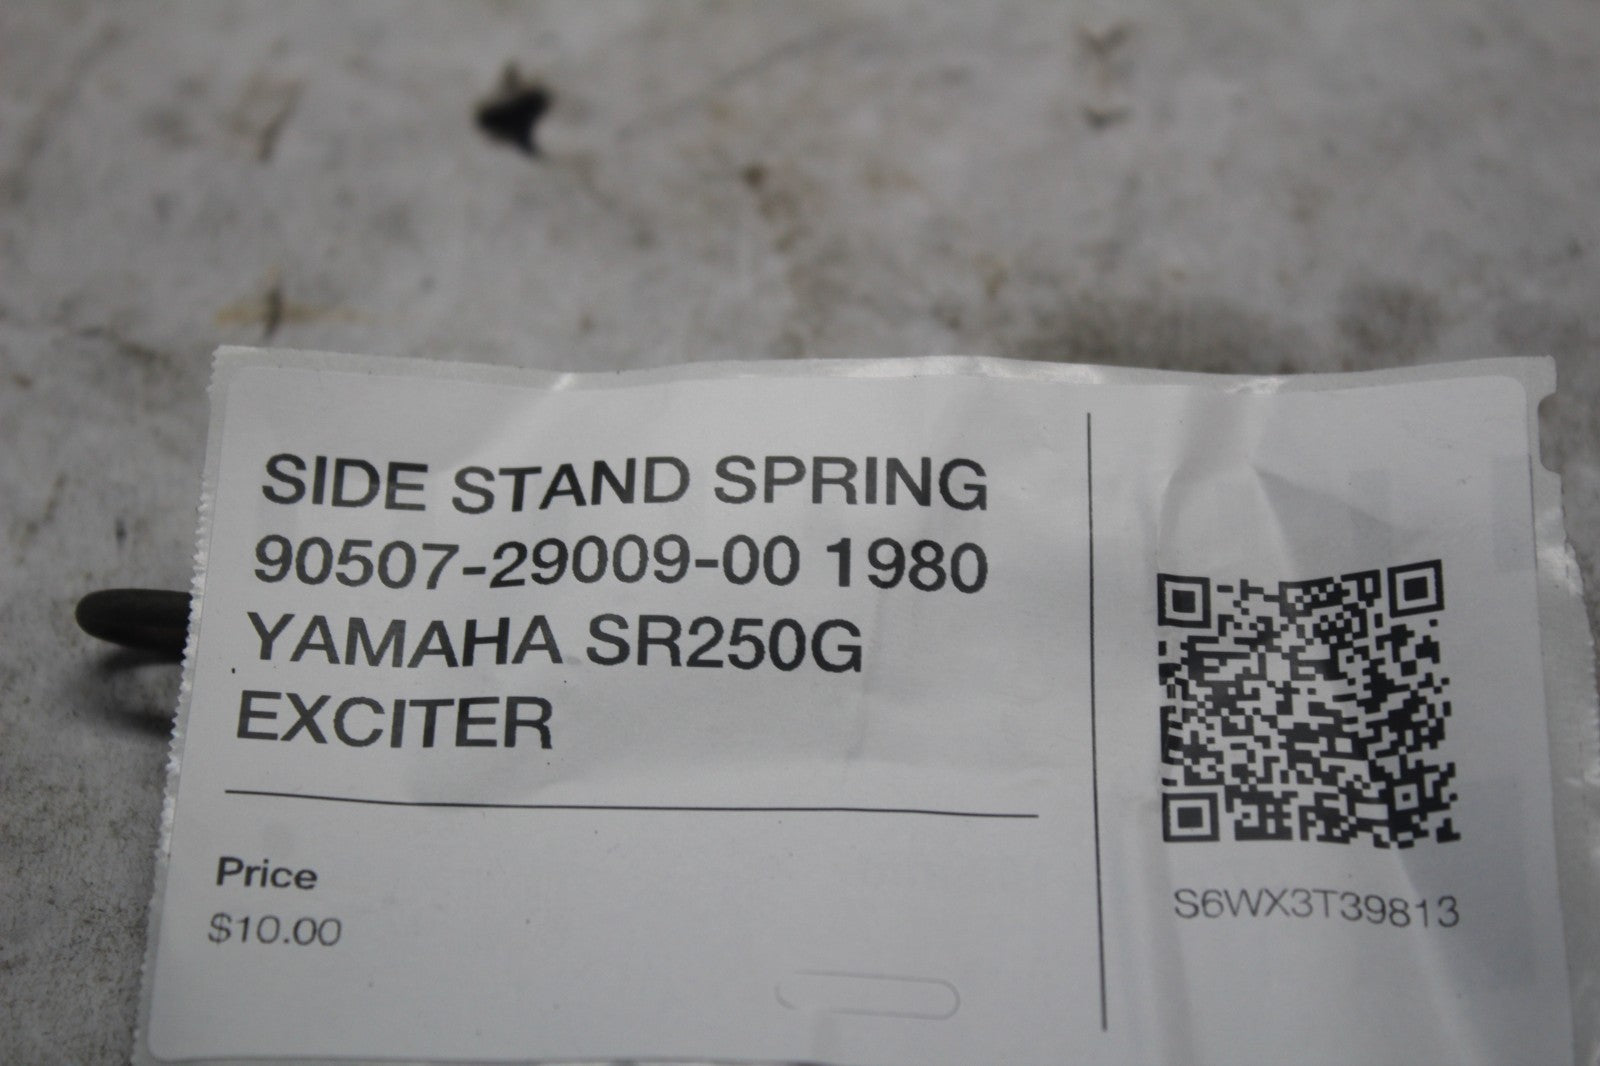 SIDE STAND SPRING
90507-29009-00 1980
YAMAHA SR250G
EXCITER
Price
$10.00
S6WX3T39813